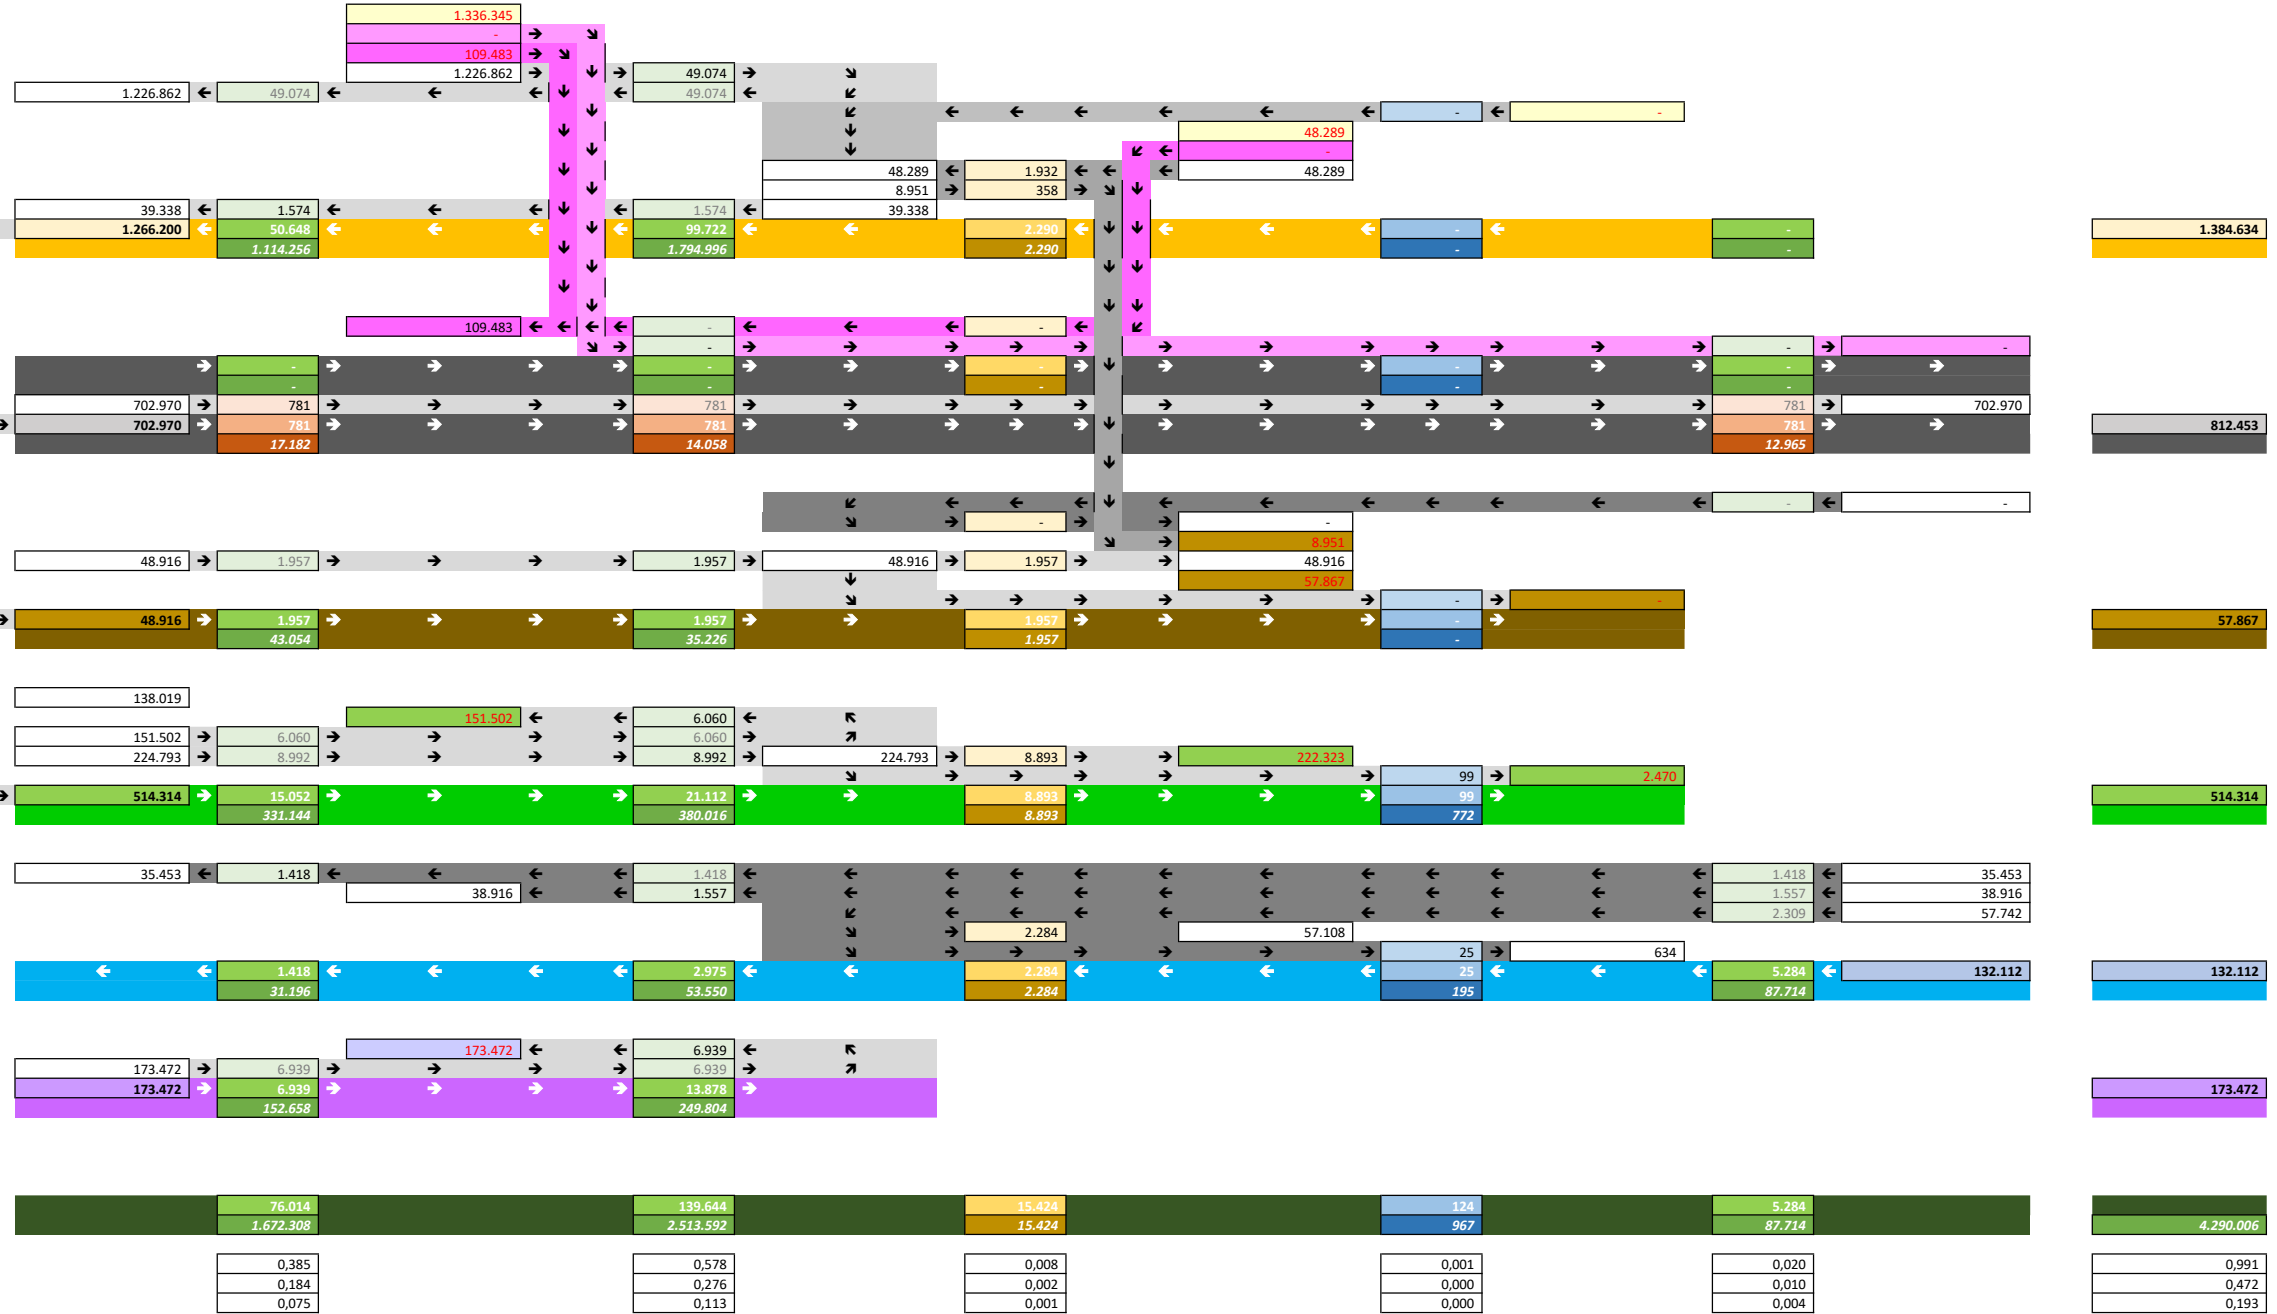 1.336.345
-
109.483
1.226.862 49.074
1.226.862 49.074 49.074
- -
48.289
-
48.289 1.932 48.289
8.951 358
39.338 1.574 1.574 39.338
1.266.200 50.648 99.722 2.290 - - 1.384.634
1.114.256 1.794.996 2.290 - -
109.483 - -
- - -
- - - - -
- - - - -
702.970 781 781 781 702.970
702.970 781 781 781 812.453
17.182 14.058 12.965
- -
- -
8.951
48.916 1.957 1.957 48.916 1.957 48.916
57.867
- -
48.916 1.957 1.957 1.957 - 57.867
43.054 35.226 1.957 -
138.019
151.502 6.060
151.502 6.060 6.060
224.793 8.992 8.992 224.793 8.893 222.323
99 2.470
514.314 15.052 21.112 8.893 99 514.314
331.144 380.016 8.893 772
35.453 1.418 1.418 1.418 35.453
38.916 1.557 1.557 38.916
2.309 57.742
2.284 57.108
25 634
1.418 2.975 2.284 25 5.284 132.112 132.112
31.196 53.550 2.284 195 87.714
173.472 6.939
173.472 6.939 6.939
173.472 6.939 13.878 173.472
152.658 249.804
76.014 139.644 15.424 124 5.284
1.672.308 2.513.592 15.424 967 87.714 4.290.006
0,385 0,578 0,008 0,001 0,020 0,991
0,184 0,276 0,002 0,000 0,010 0,472
0,075 0,113 0,001 0,000 0,004 0,193